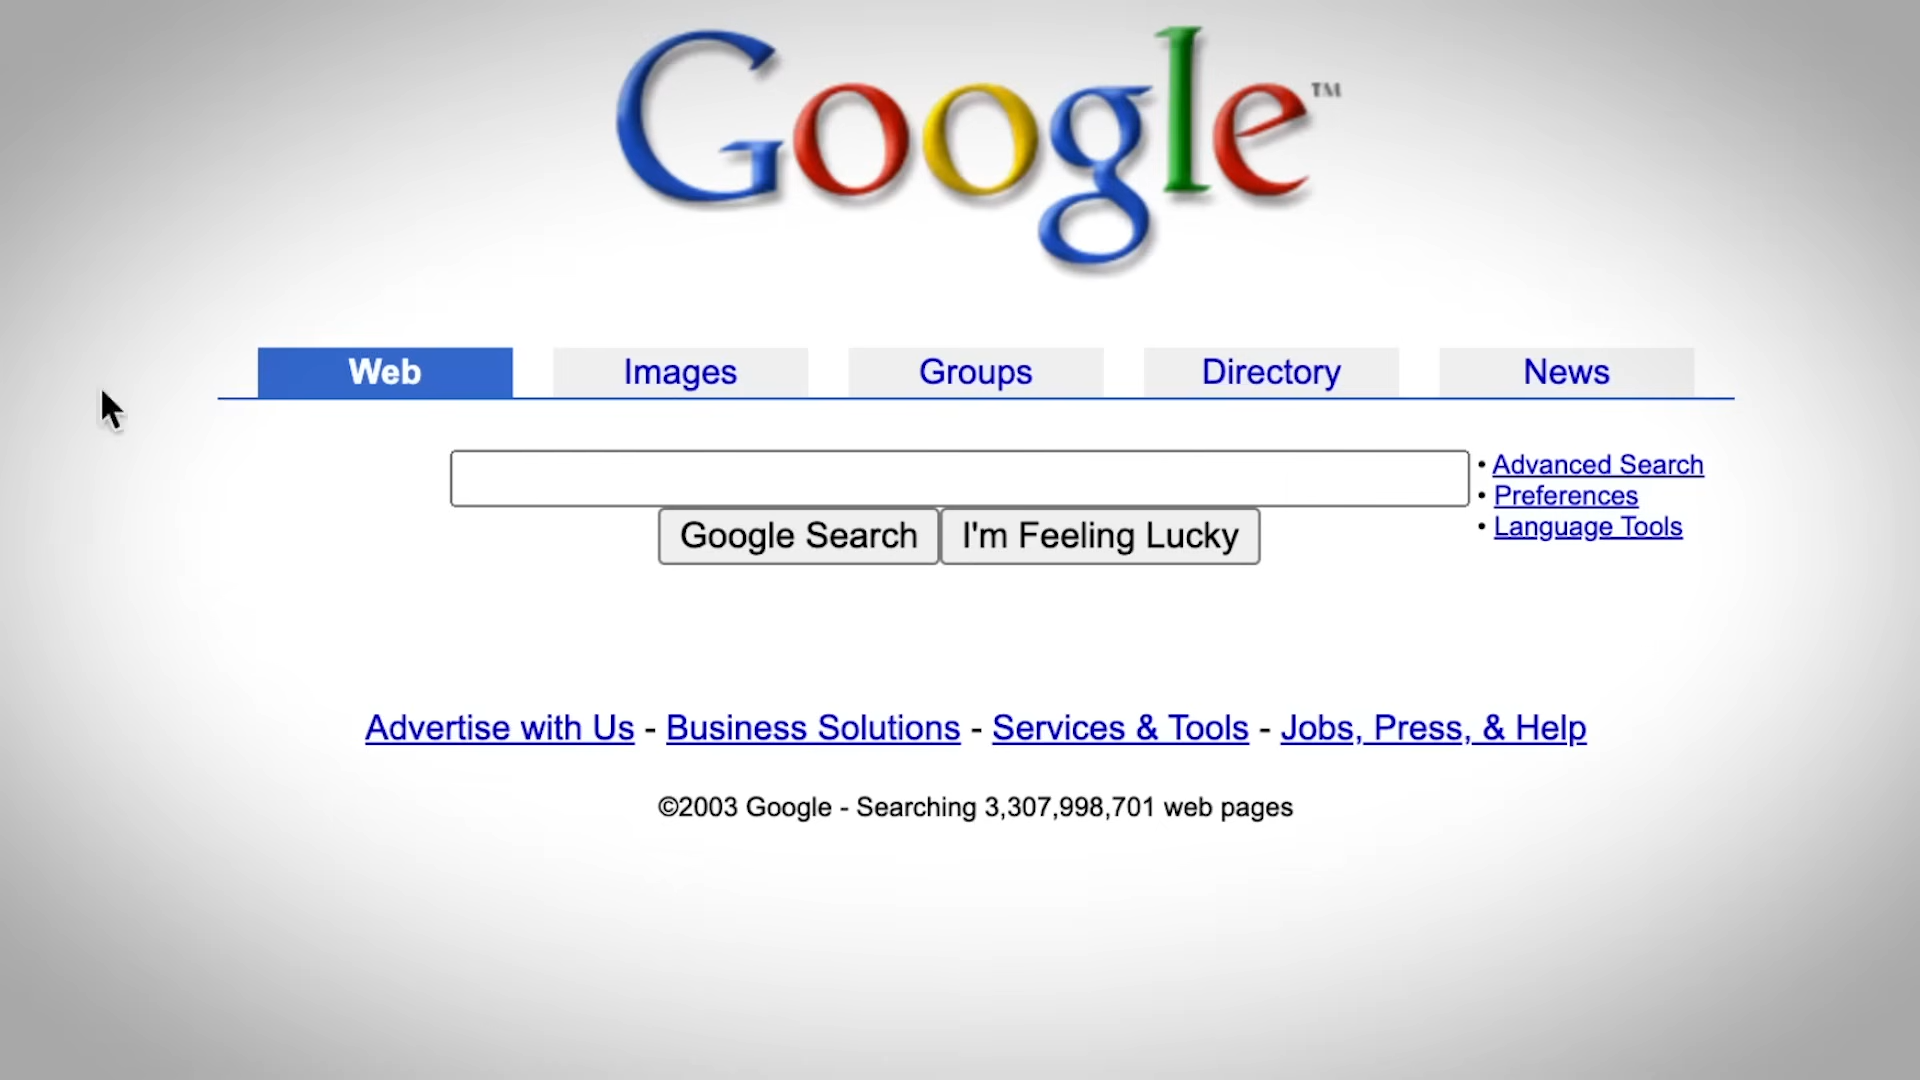 Google™
Web Images Groups Directory News
• Advanced Search
• Preferences
• Language Tools
Google Search I'm Feeling Lucky
Advertise with Us - Business Solutions - Services & Tools - Jobs, Press, & Help
©2003 Google - Searching 3,307,998,701 web pages